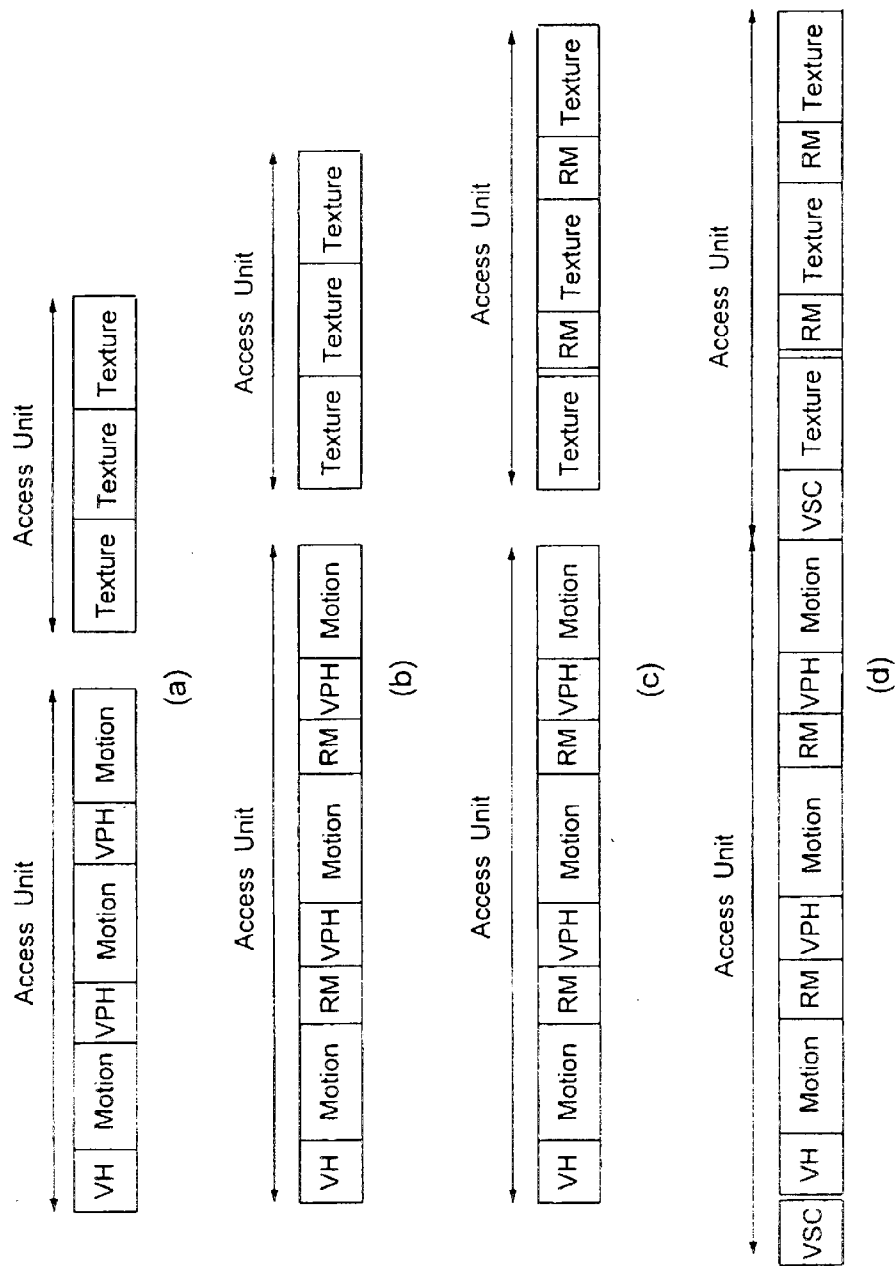 Access Unit
Access Unit
VH Motion VPH Motion VPH Motion
Texture Texture Texture
(a)
Access Unit
Access Unit
VH Motion RM VPH Motion RM VPH Motion
Texture Texture Texture
(b)
Access Unit
Access Unit
VH Motion RM VPH Motion RM VPH Motion
Texture RM Texture RM Texture
(c)
Access Unit
Access Unit
VSC VH Motion RM VPH Motion RM VPH Motion VSC Texture RM Texture RM Texture
(d)